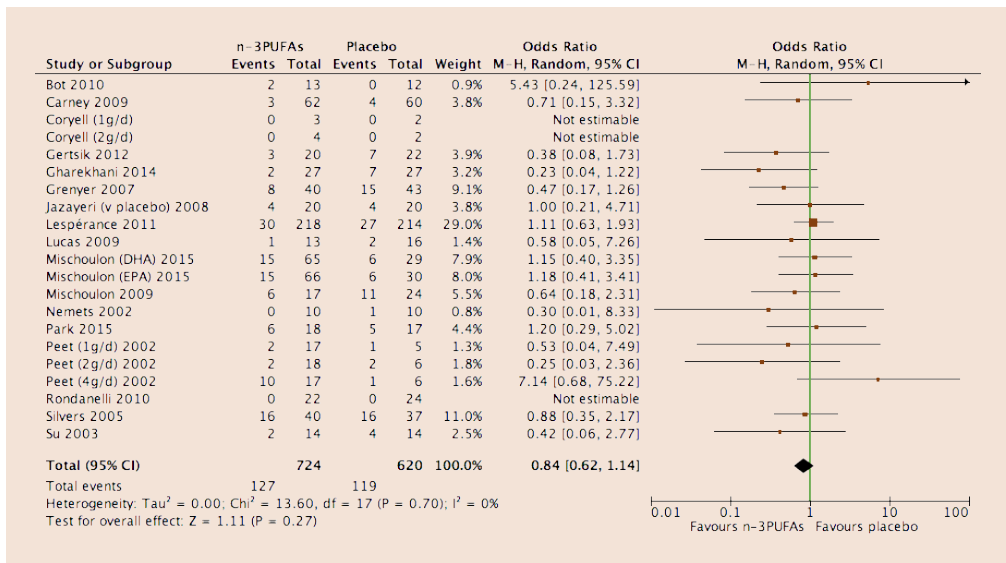 n-3PUFAs Placebo Odds Ratio Odds Ratio
Study or Subgroup Events Total Events Total Weight M-H, Random, 95% CI M-H, Random, 95% CI
Bot 2010 2 13 0 12 0.9% 5.43 [0.24, 125.59]
Carney 2009 3 62 4 60 3.8% 0.71 [0.15, 3.32]
Coryell (1g/d) 0 3 0 2 Not estimable
Coryell (2g/d) 0 4 0 2 Not estimable
Gertsik 2012 3 20 7 22 3.9% 0.38 [0.08, 1.73]
Gharekhani 2014 2 27 7 27 3.2% 0.23 [0.04, 1.22]
Grenyer 2007 8 40 15 43 9.1% 0.47 [0.17, 1.26]
Jazayeri (v placebo) 2008 4 20 4 20 3.8% 1.00 [0.21, 4.71]
Lespérance 2011 30 218 27 214 29.0% 1.11 [0.63, 1.93]
Lucas 2009 1 13 2 16 1.4% 0.58 [0.05, 7.26]
Mischoulon (DHA) 2015 15 65 6 29 7.9% 1.15 [0.40, 3.35]
Mischoulon (EPA) 2015 15 66 6 30 8.0% 1.18 [0.41, 3.41]
Mischoulon 2009 6 17 11 24 5.5% 0.64 [0.18, 2.31]
Nemets 2002 0 10 1 10 0.8% 0.30 [0.01, 8.33]
Park 2015 6 18 5 17 4.4% 1.20 [0.29, 5.02]
Peet (1g/d) 2002 2 17 1 5 1.3% 0.53 [0.04, 7.49]
Peet (2g/d) 2002 2 18 2 6 1.8% 0.25 [0.03, 2.36]
Peet (4g/d) 2002 10 17 1 6 1.6% 7.14 [0.68, 75.22]
Rondanelli 2010 0 22 0 24 Not estimable
Silvers 2005 16 40 16 37 11.0% 0.88 [0.35, 2.17]
Su 2003 2 14 4 14 2.5% 0.42 [0.06, 2.77]
Total (95% CI) 724 620 100.0% 0.84 [0.62, 1.14]
Total events 127 119
Heterogeneity: Tau² = 0.00; Chi² = 13.60, df = 17 (P = 0.70); I² = 0%
Test for overall effect: Z = 1.11 (P = 0.27)
0.01 0.1 1 10 100
Favours n-3PUFAs Favours placebo